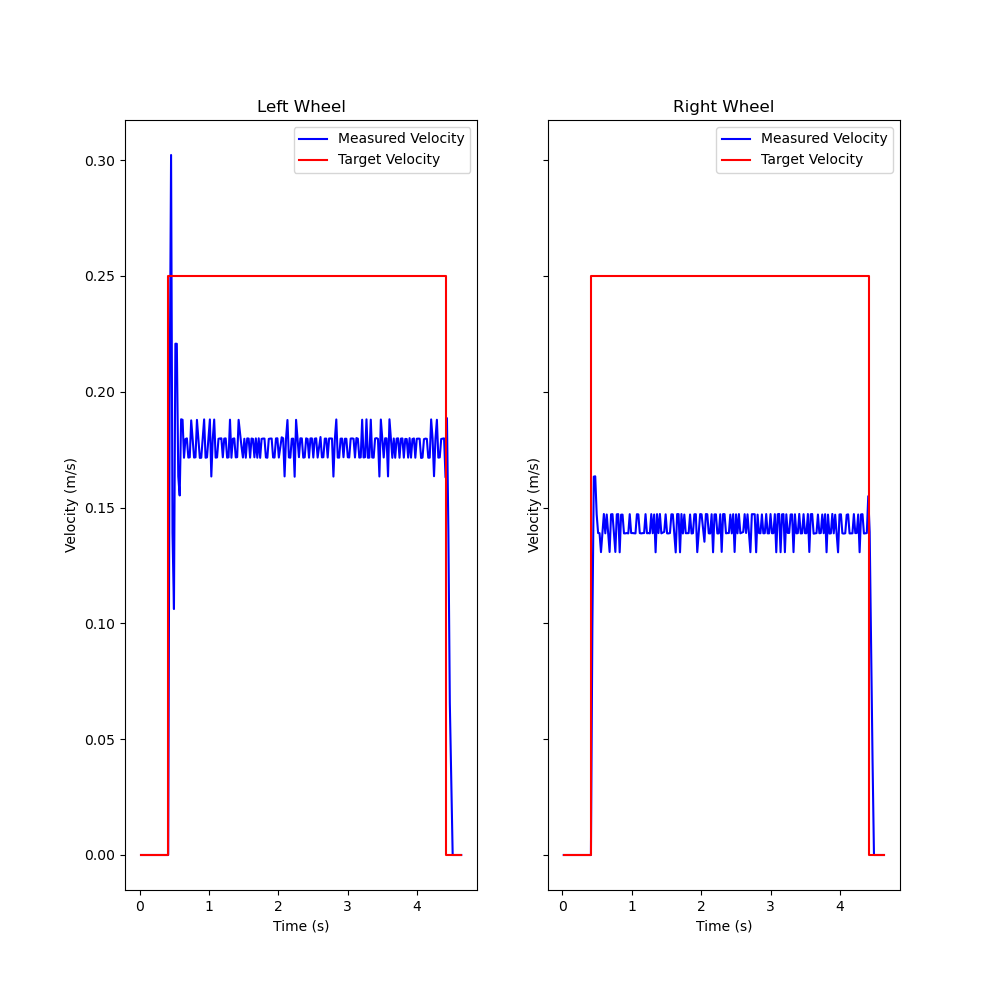 Left Wheel
Measured Velocity
Target Velocity
0.30
0.25
0.20
0.15
0.10
0.05
0.00
Velocity (m/s)
0 1 2 3 4
Time (s)
Right Wheel
Measured Velocity
Target Velocity
Velocity (m/s)
0 1 2 3 4
Time (s)